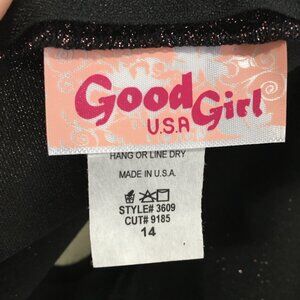 Good Girl
U.S.A
HANG OR LINE DRY
MADE IN U.S.A.
STYLE# 3609
CUT# 9185
14